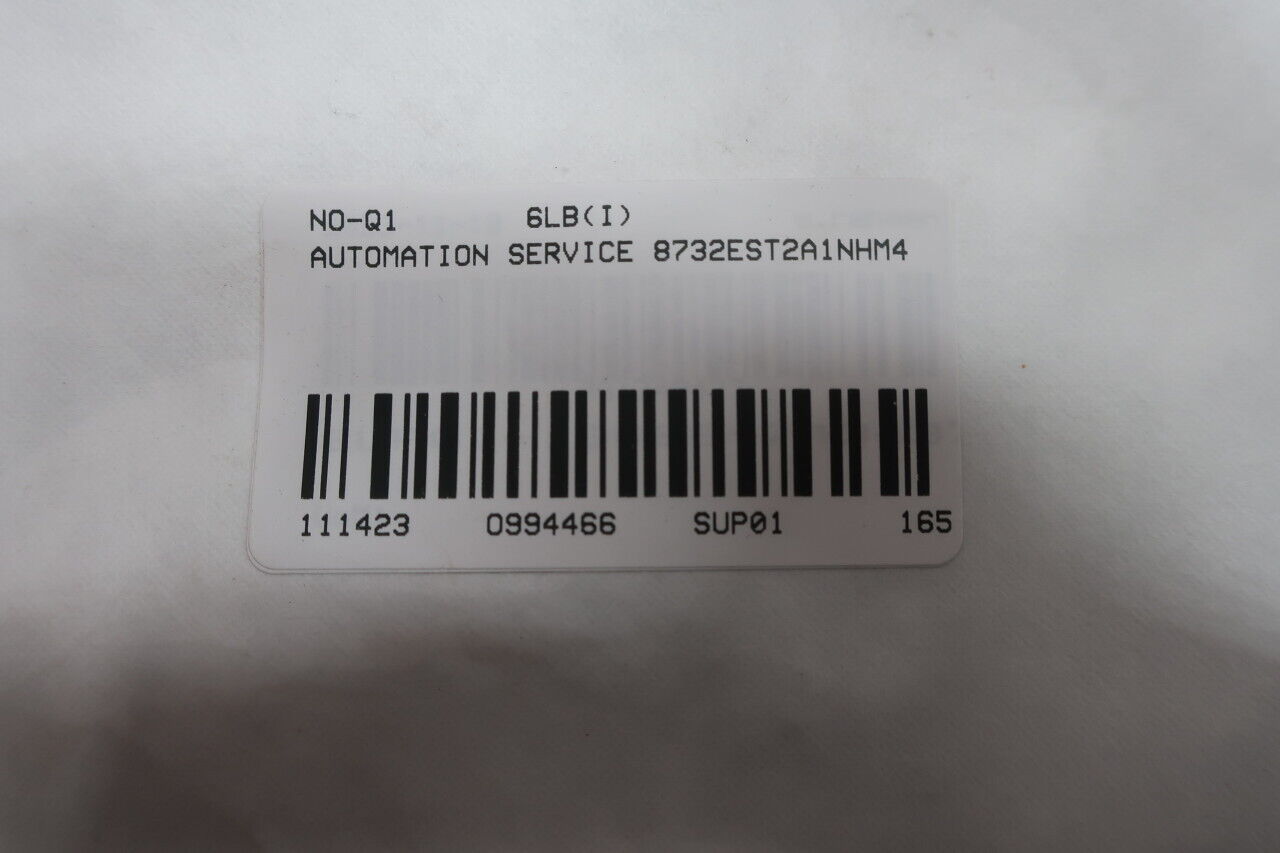 NO-Q1 6LB(I)
AUTOMATION SERVICE 8732EST2A1NHM4
111423 0994466 SUP01 165